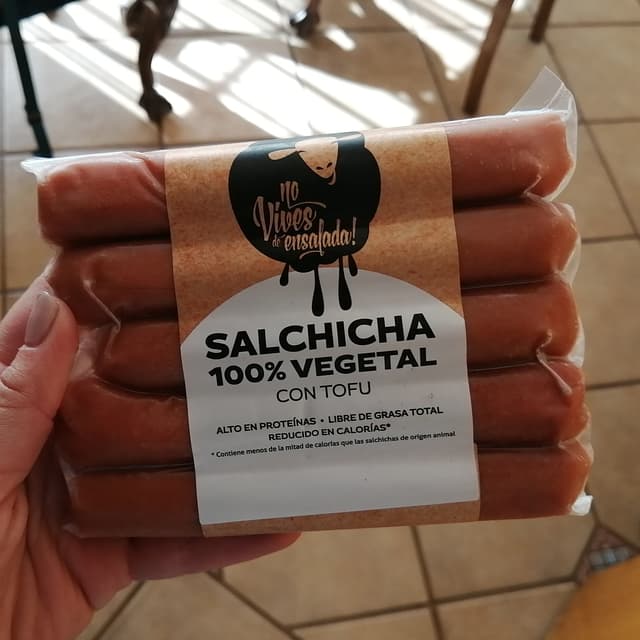 no
Vives
de ensalada!
SALCHICHA
100% VEGETAL
CON TOFU
ALTO EN PROTEÍNAS • LIBRE DE GRASA TOTAL
REDUCIDO EN CALORÍAS*
* Contiene menos de la mitad de calorías que las salchichas de origen animal